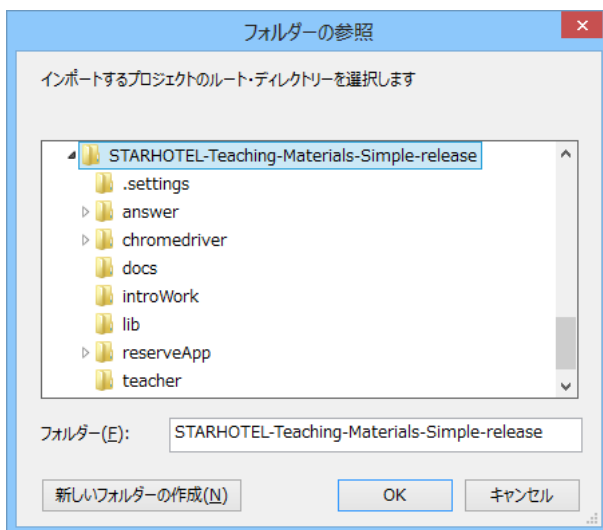 フォルダーの参照
インポートするプロジェクトのルート・ディレクトリーを選択します
STARHOTEL-Teaching-Materials-Simple-release
.settings
answer
chromedriver
docs
introWork
lib
reserveApp
teacher
フォルダー(F): STARHOTEL-Teaching-Materials-Simple-release
新しいフォルダーの作成(N) OK キャンセル